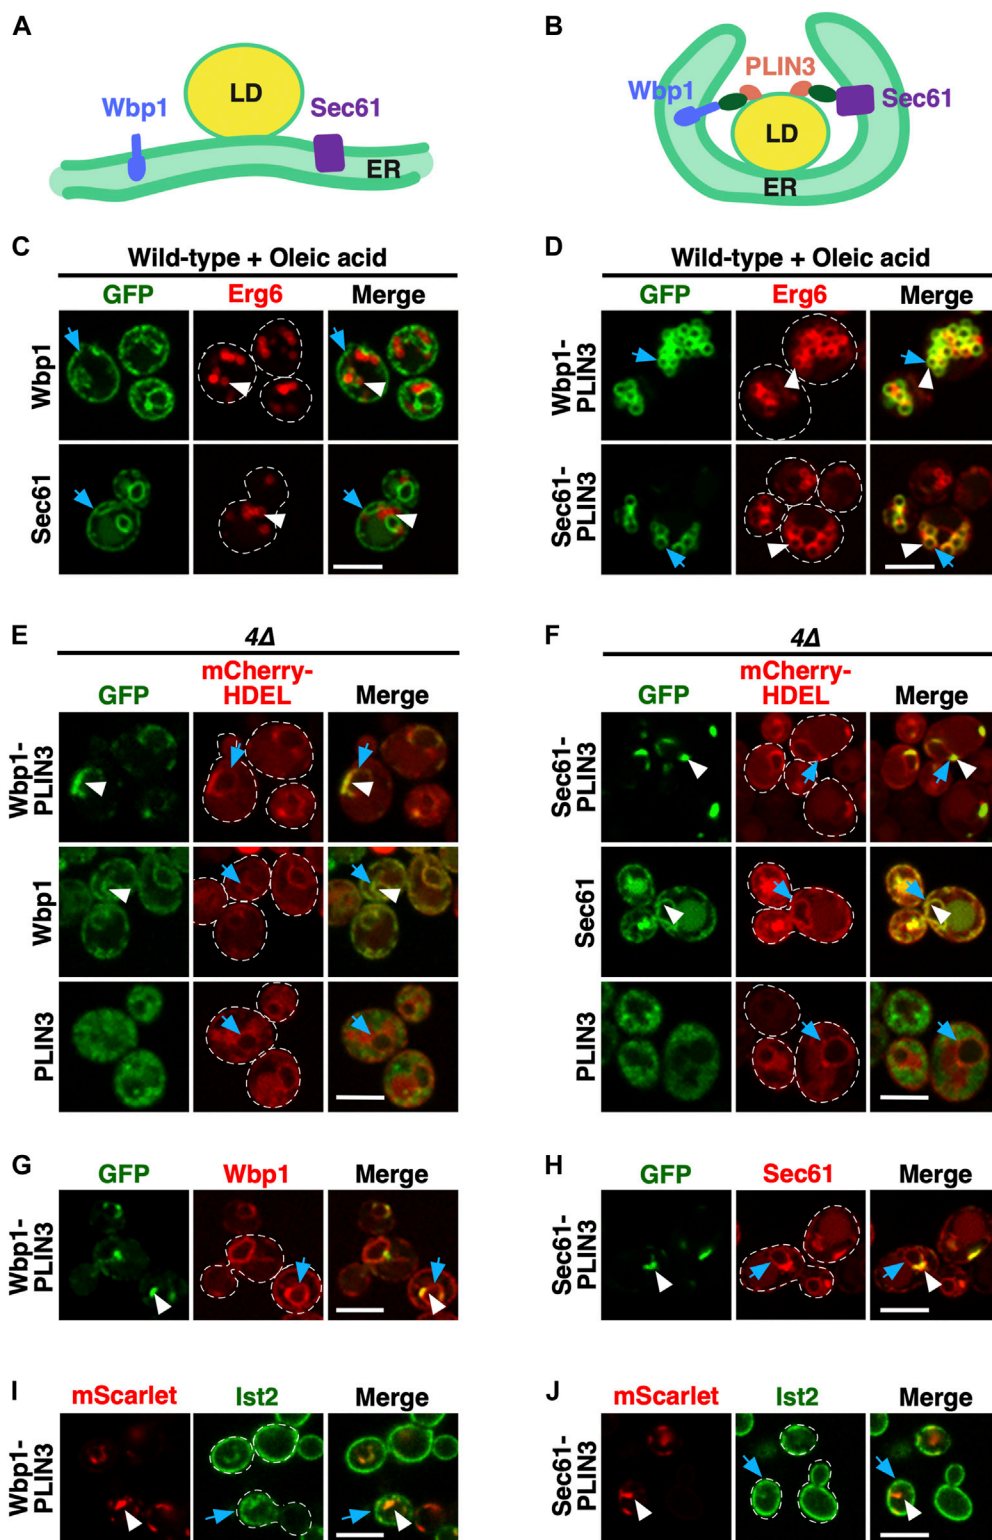 A
B
LD
Wbp1
Sec61
ER
PLIN3
Wbp1
Sec61
LD
ER
C
Wild-type + Oleic acid
GFP Erg6 Merge
Wbp1
Sec61
D
Wild-type + Oleic acid
GFP Erg6 Merge
Wbp1-
PLIN3
Sec61-
PLIN3
E
4Δ
mCherry-
GFP HDEL Merge
Wbp1-
PLIN3
Wbp1
PLIN3
F
4Δ
mCherry-
GFP HDEL Merge
Sec61-
PLIN3
Sec61
PLIN3
G
GFP Wbp1 Merge
Wbp1-
PLIN3
H
GFP Sec61 Merge
Sec61-
PLIN3
I
mScarlet Ist2 Merge
Wbp1-
PLIN3
J
mScarlet Ist2 Merge
Sec61-
PLIN3